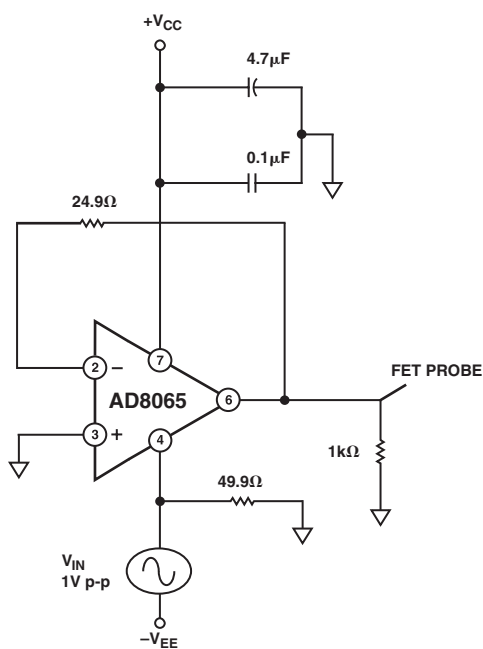 +VCC
4.7μF
0.1μF
24.9Ω
7
2 −
AD8065
6
FET PROBE
3 +
4
1kΩ
49.9Ω
VIN
1V p-p
−VEE